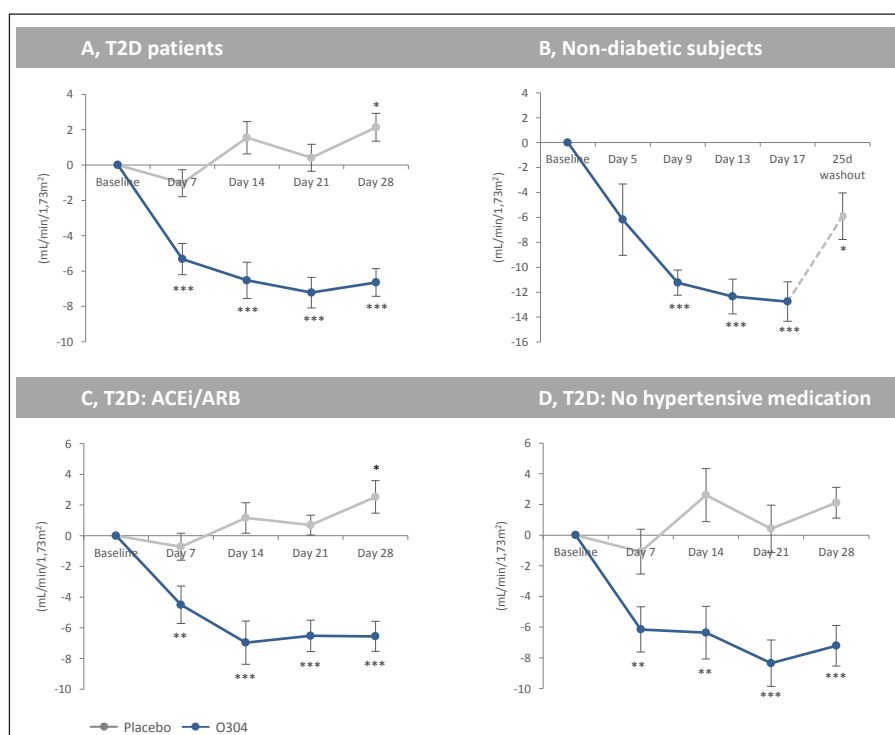 A, T2D patients
B, Non-diabetic subjects
(mL/min/1,73m²)
4
2
0
-2
-4
-6
-8
-10
Baseline Day 7 Day 14 Day 21 Day 28
*
*** *** *** ***
(mL/min/1,73m²)
4
2
0
-2
-4
-6
-8
-10
-12
-14
-16
Baseline Day 5 Day 9 Day 13 Day 17 25d
washout
*** *** *** *
C, T2D: ACEi/ARB
D, T2D: No hypertensive medication
(mL/min/1,73m²)
6
4
2
0
-2
-4
-6
-8
-10
Baseline Day 7 Day 14 Day 21 Day 28
*
** *** *** ***
(mL/min/1,73m²)
6
4
2
0
-2
-4
-6
-8
-10
Baseline Day 7 Day 14 Day 21 Day 28
** ** *** ***
Placebo O304